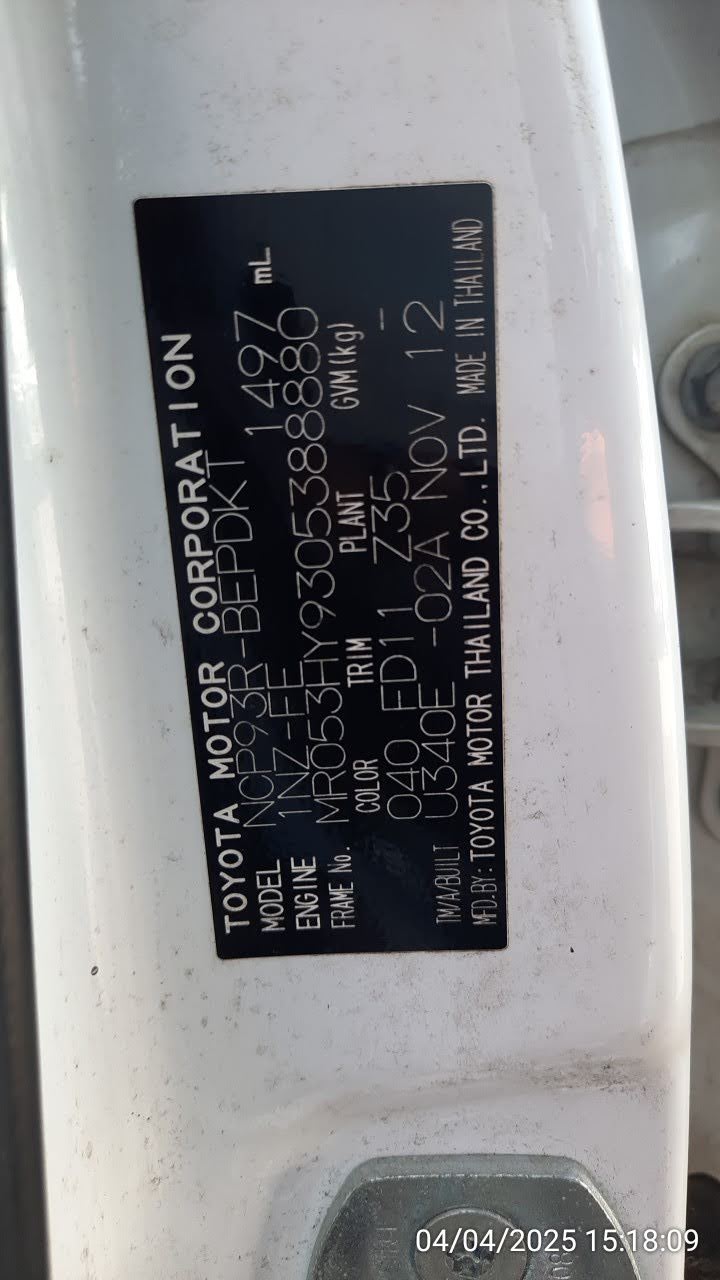 TOYOTA MOTOR CORPORATION
MODEL NCP93R-BEPDKT 1497 mL
ENGINE 1NZ-FE
FRAME No. MR053HY9305388880
COLOR TRIM PLANT GVM(kg)
040 FD11 Z35 -
TM/A/BUILT U340E -02A NOV 12
MFD.BY:TOYOTA MOTOR THAILAND CO.,LTD. MADE IN THAILAND
04/04/2025 15:18:09